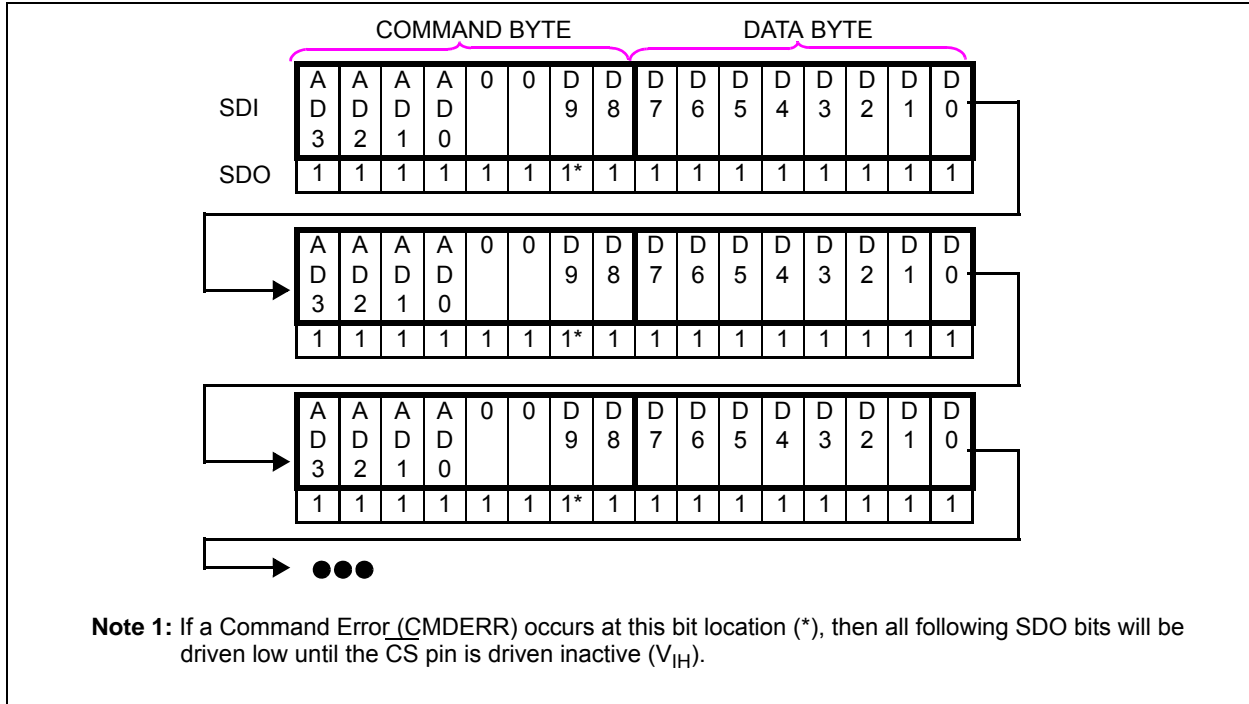 COMMAND BYTE DATA BYTE
A A A A 0 0 D D D D D D D D D D
SDI D D D D 9 8 7 6 5 4 3 2 1 0
3 2 1 0
SDO 1 1 1 1 1 1 1* 1 1 1 1 1 1 1 1 1
A A A A 0 0 D D D D D D D D D D
D D D D 9 8 7 6 5 4 3 2 1 0
3 2 1 0
1 1 1 1 1 1 1* 1 1 1 1 1 1 1 1 1
A A A A 0 0 D D D D D D D D D D
D D D D 9 8 7 6 5 4 3 2 1 0
3 2 1 0
1 1 1 1 1 1 1* 1 1 1 1 1 1 1 1 1
Note 1: If a Command Error (CMDERR) occurs at this bit location (*), then all following SDO bits will be
driven low until the CS pin is driven inactive (VIH).